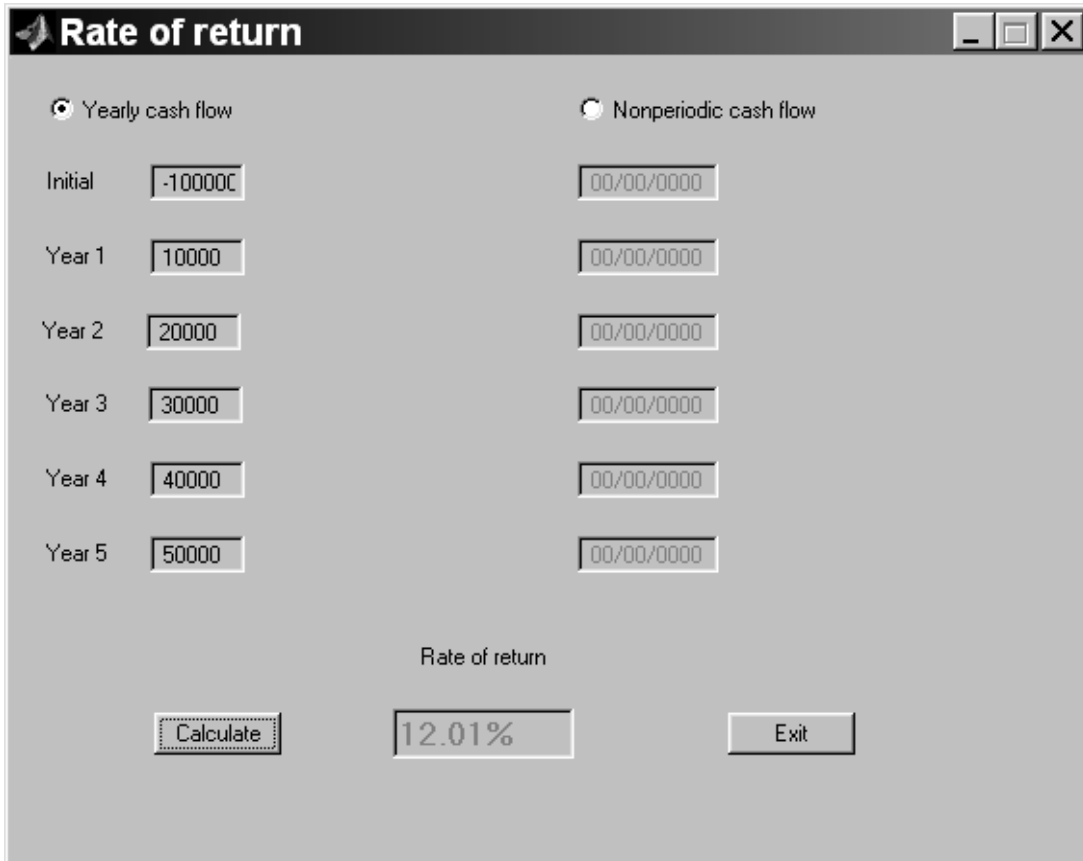 Rate of return
Yearly cash flow Nonperiodic cash flow
Initial -100000 00/00/0000
Year 1 10000 00/00/0000
Year 2 20000 00/00/0000
Year 3 30000 00/00/0000
Year 4 40000 00/00/0000
Year 5 50000 00/00/0000
Rate of return
Calculate 12.01% Exit